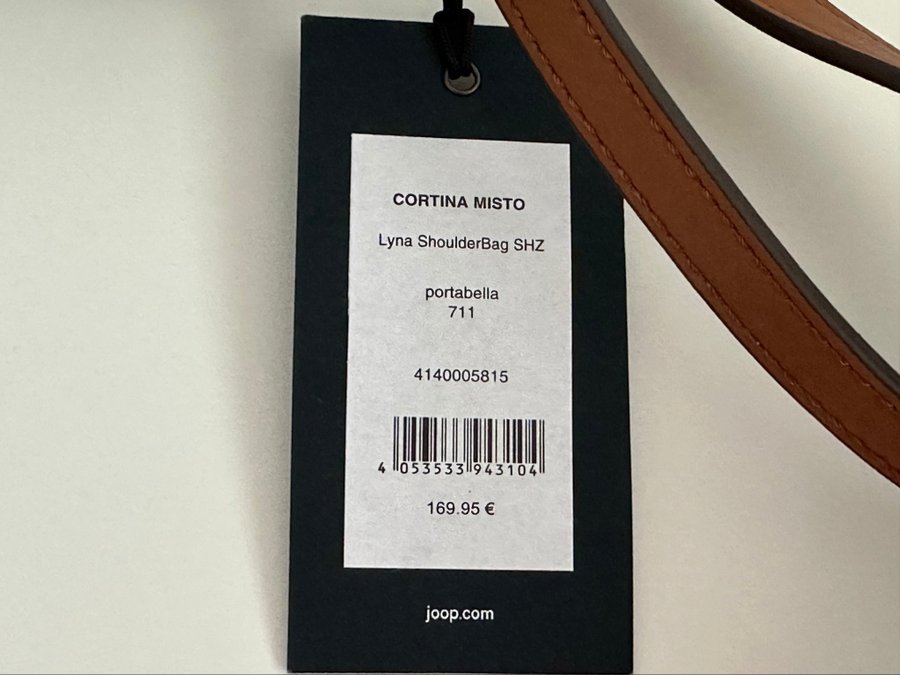 CORTINA MISTO
Lyna ShoulderBag SHZ
portabella
711
4140005815
4 053533 943104
169.95 €
joop.com